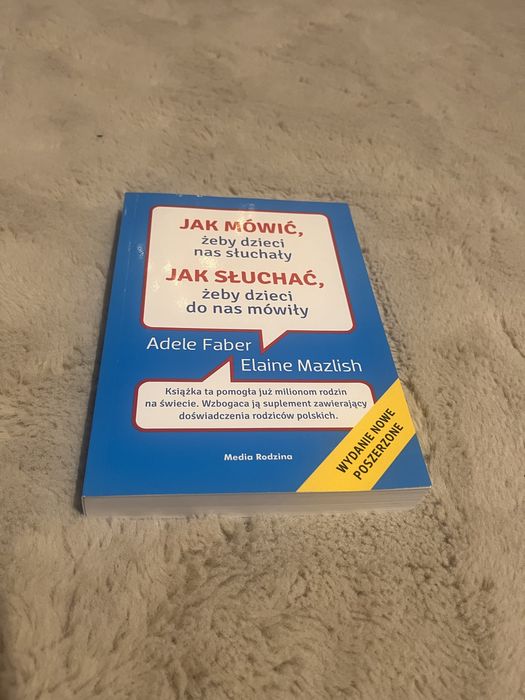 JAK MÓWIĆ,
żeby dzieci
nas słuchały
JAK SŁUCHAĆ,
żeby dzieci
do nas mówiły
Adele Faber
Elaine Mazlish
Książka ta pomogła już milionom rodzin
na świecie. Wzbogaca ją suplement zawierający
doświadczenia rodziców polskich.
WYDANIE NOWE
POSZERZONE
Media Rodzina